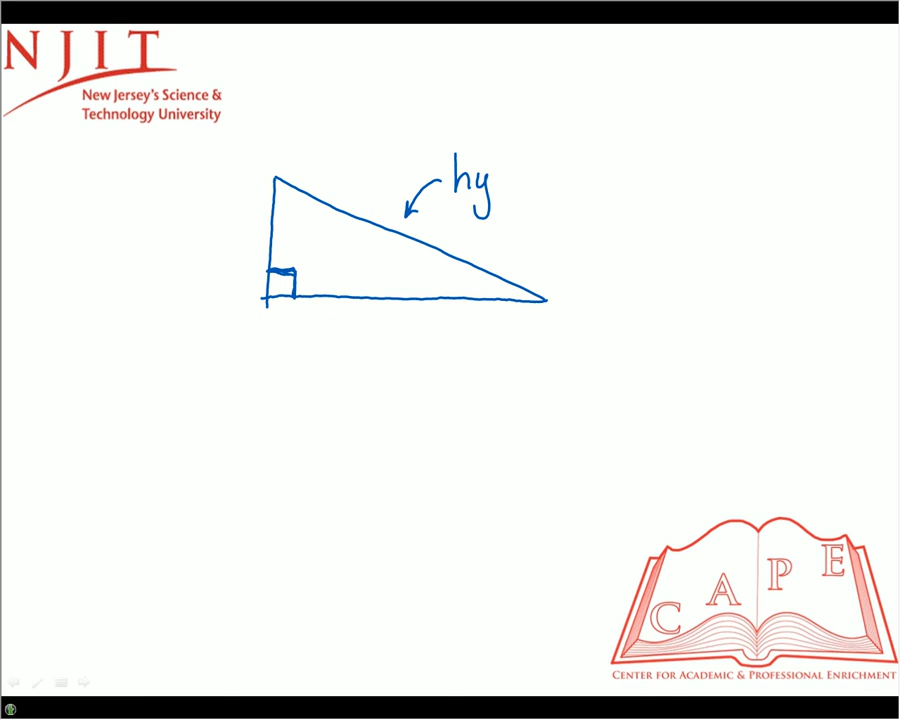 NJIT
New Jersey's Science &
Technology University
hy
C A P E
CENTER FOR ACADEMIC & PROFESSIONAL ENRICHMENT